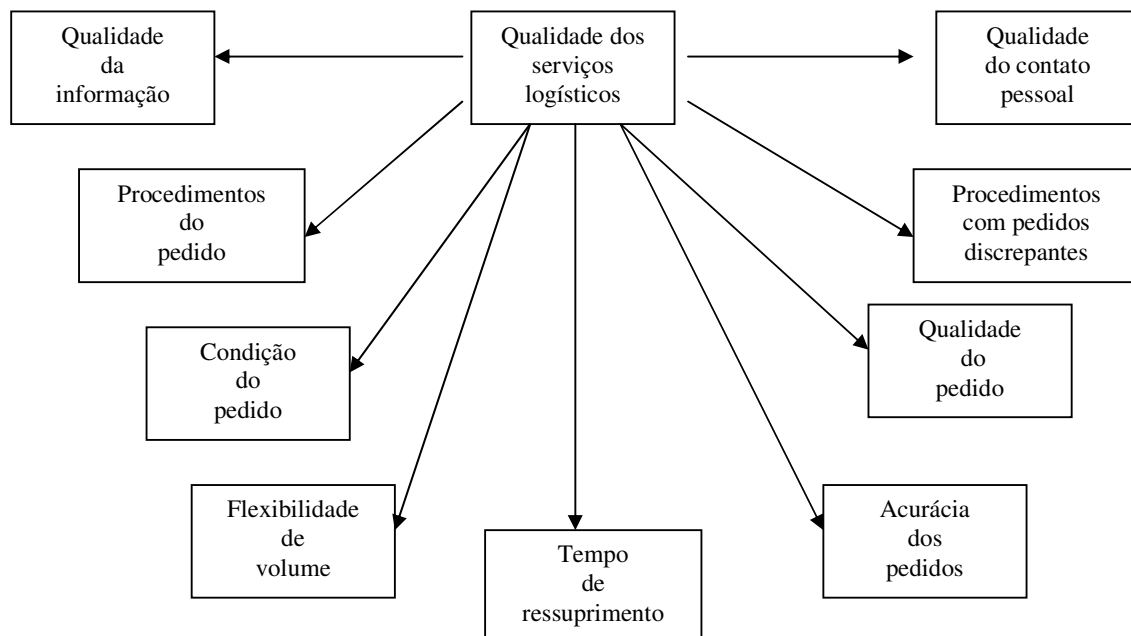 Qualidade
da
informação
Qualidade dos
serviços
logísticos
Qualidade
do contato
pessoal
Procedimentos
do
pedido
Procedimentos
com pedidos
discrepantes
Condição
do
pedido
Qualidade
do
pedido
Flexibilidade
de
volume
Tempo
de
ressuprimento
Acurácia
dos
pedidos